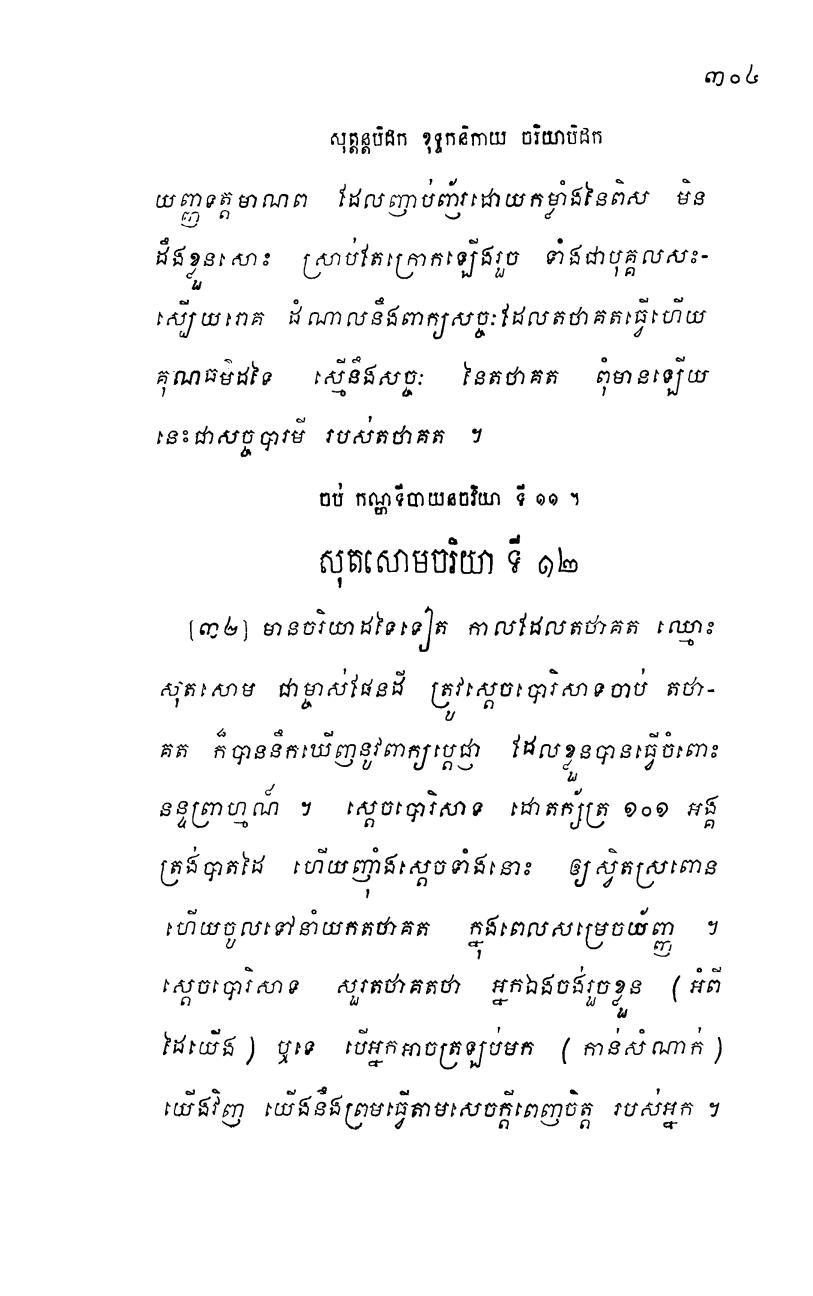 ៣០៤
សុត្តន្តបិដក ខុទ្ទកនិកាយ ចរិយាបិដក
យញ្ញទត្តមាណព ដែលញាប់ញ័រដោយកម្លាំងនៃពិស មិន
ដឹងខ្លួនសោះ ស្រាប់តែក្រោកឡើងរួច ទាំងជាបុគ្គលសះ-
ស្បើយរោគ ដំណាលនឹងពាក្យសច្ចៈដែលតថាគតធ្វើហើយ
គុណធម៌ដទៃ ស្មើនឹងសច្ចៈ នៃតថាគត ពុំមានឡើយ
នេះជាសច្ចបារមី របស់តថាគត ។
ចប់ កណ្ហទីបាយនចរិយា ទី ១១ ។
សុតសោមចរិយា ទី ១២
[៣២] មានចរិយាដទៃទៀត កាលដែលតថាគត ឈ្មោះ
សុតសោម ជាម្ចាស់ផែនដី ត្រូវស្តេចបោរិសាទចាប់ តថា-
គត ក៏បាននឹកឃើញនូវពាក្យប្តេជ្ញា ដែលខ្លួនបានធ្វើចំពោះ
នន្ទព្រាហ្មណ៍ ។ ស្តេចបោរិសាទ ដោតក្ស័ត្រ ១០១ អង្គ
ត្រង់បាតដៃ ហើយញ៉ាំងស្តេចទាំងនោះ ឲ្យស្វិតស្រពោន
ហើយចូលទៅនាំយកតថាគត ក្នុងពេលសម្រេចយ័ញ្ញ ។
ស្តេចបោរិសាទ សួរតថាគតថា អ្នកឯងចង់រួចខ្លួន (អំពី
ដៃយើង) ឬទេ បើអ្នកអាចត្រឡប់មក (កាន់សំណាក់)
យើងវិញ យើងនឹងព្រមធ្វើតាមសេចក្តីពេញចិត្ត របស់អ្នក ។